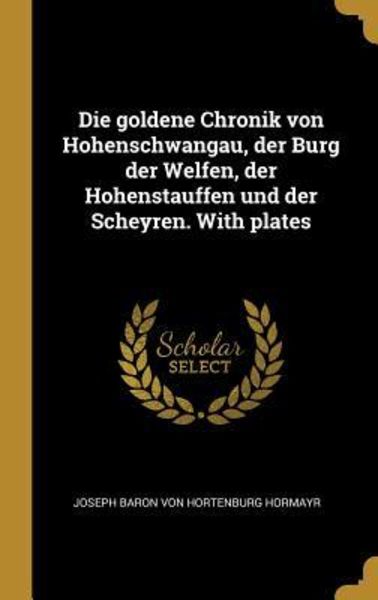 Die goldene Chronik von
Hohenschwangau, der Burg
der Welfen, der
Hohenstauffen und der
Scheyren. With plates
Scholar
SELECT
JOSEPH BARON VON HORTENBURG HORMAYR